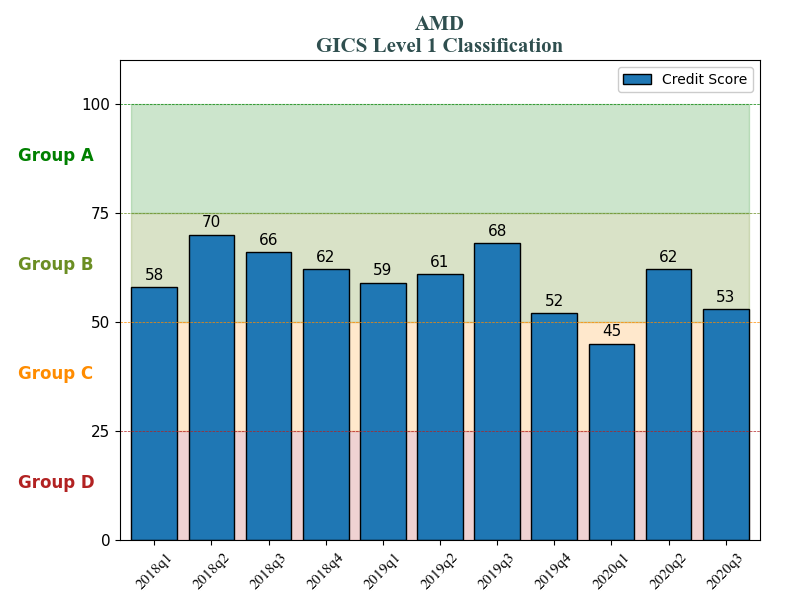 AMD
GICS Level 1 Classification
Credit Score
100
Group A
75
70
68
66
Group B
62
62
61
59
58
53
52
50
45
Group C
25
Group D
0
2018q1
2018q2
2018q3
2018q4
2019q1
2019q2
2019q3
2019q4
2020q1
2020q2
2020q3